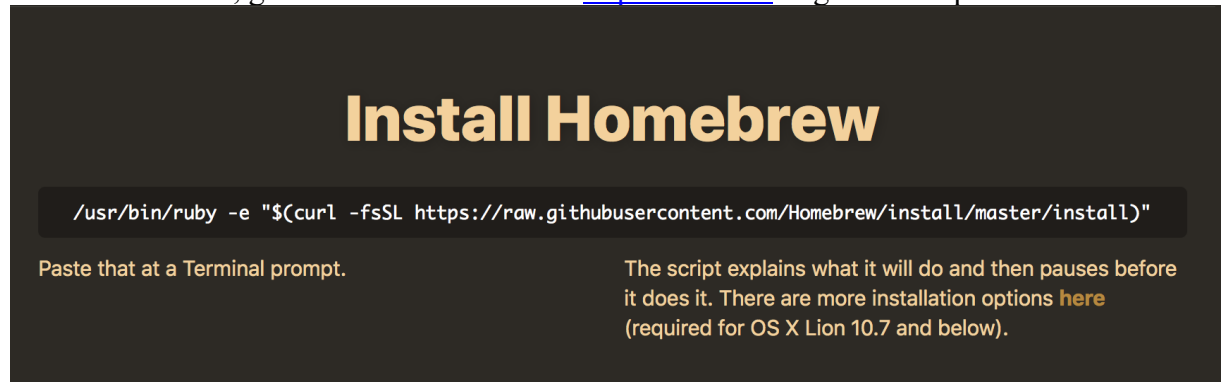 Install Homebrew
/usr/bin/ruby -e "$(curl -fsSL https://raw.githubusercontent.com/Homebrew/install/master/install)"
Paste that at a Terminal prompt.
The script explains what it will do and then pauses before
it does it. There are more installation options here
(required for OS X Lion 10.7 and below).